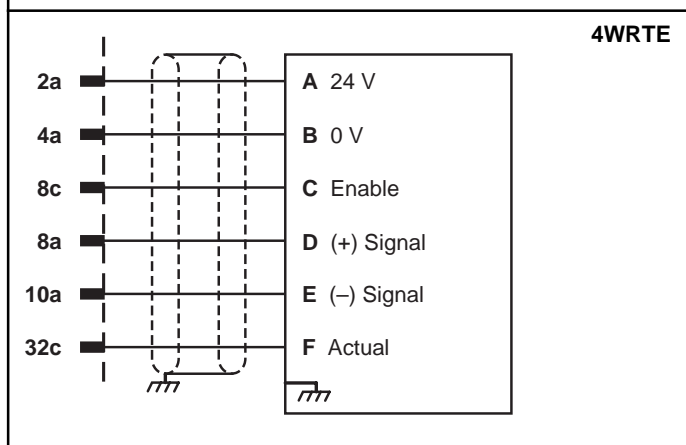 4WRTE
2a A 24 V
4a B 0 V
8c C Enable
8a D (+) Signal
10a E (–) Signal
32c F Actual